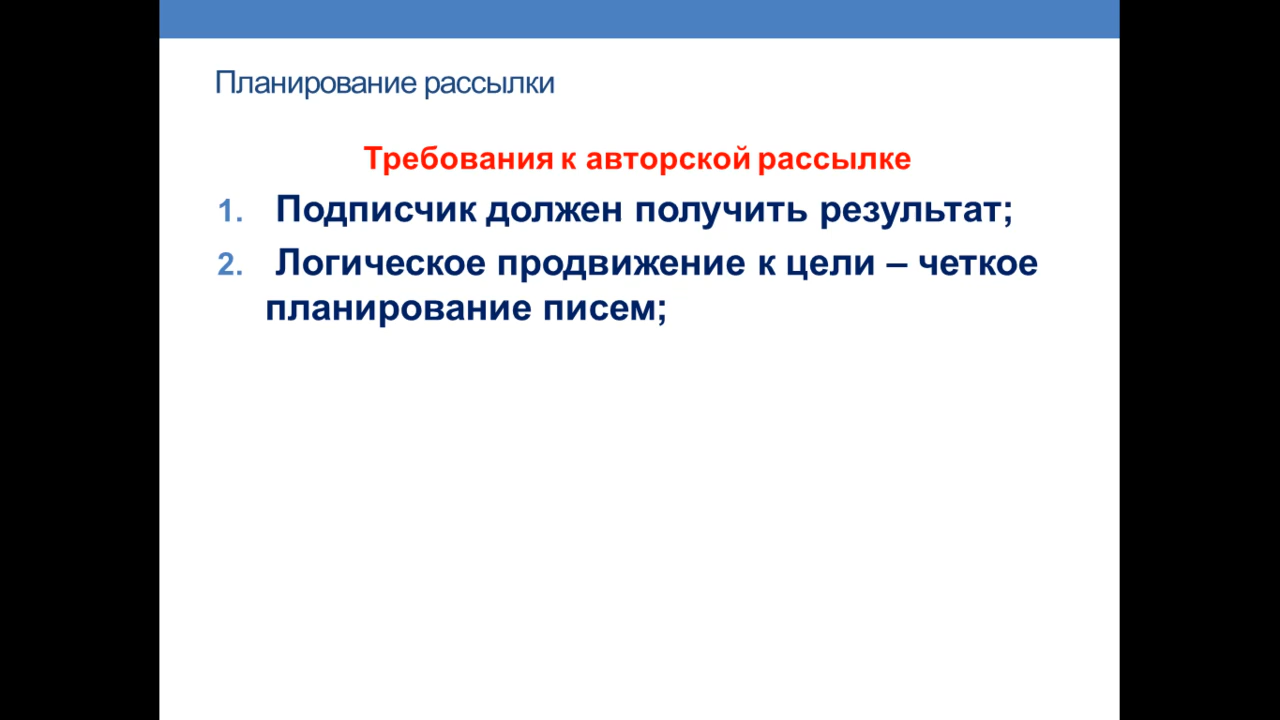 Планирование рассылки
Требования к авторской рассылке
1. Подписчик должен получить результат;
2. Логическое продвижение к цели – четкое
планирование писем;